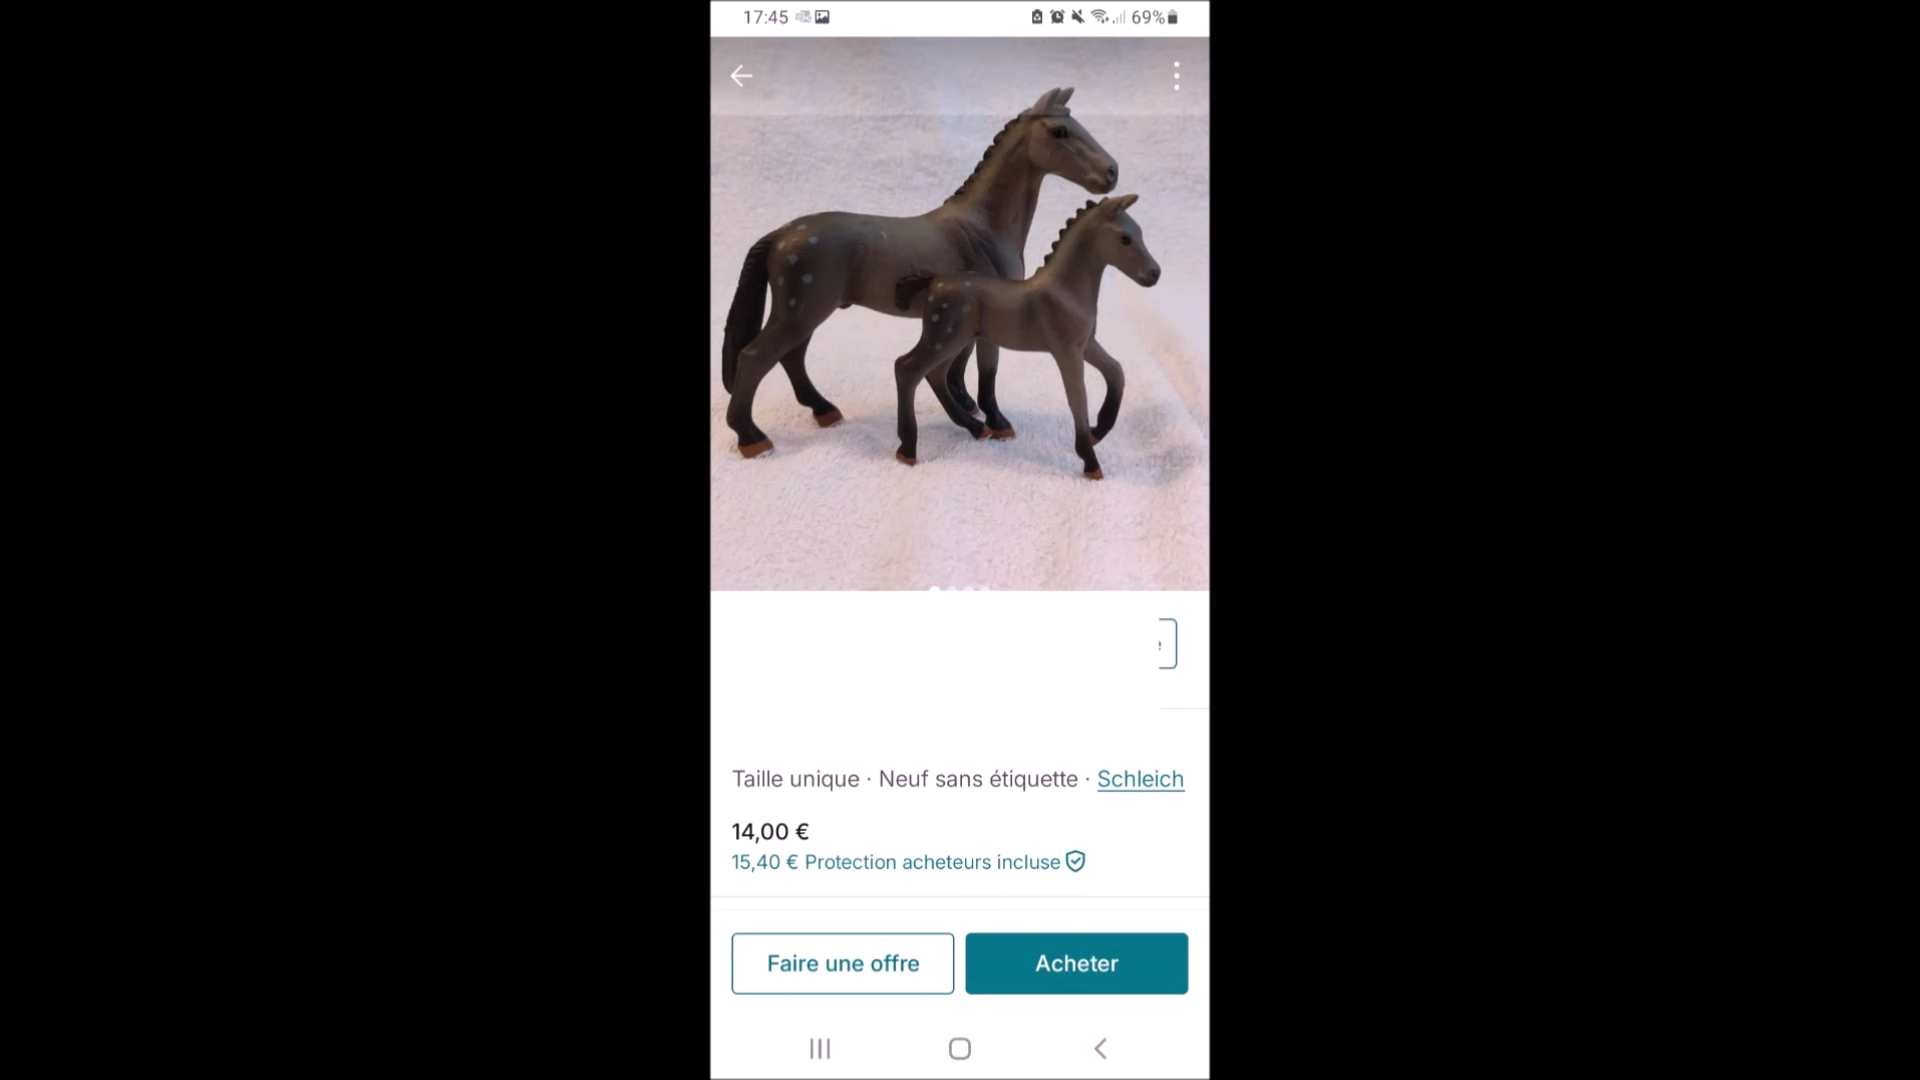 17:45 69%
Taille unique · Neuf sans étiquette · Schleich
14,00 €
15,40 € Protection acheteurs incluse
Faire une offre Acheter